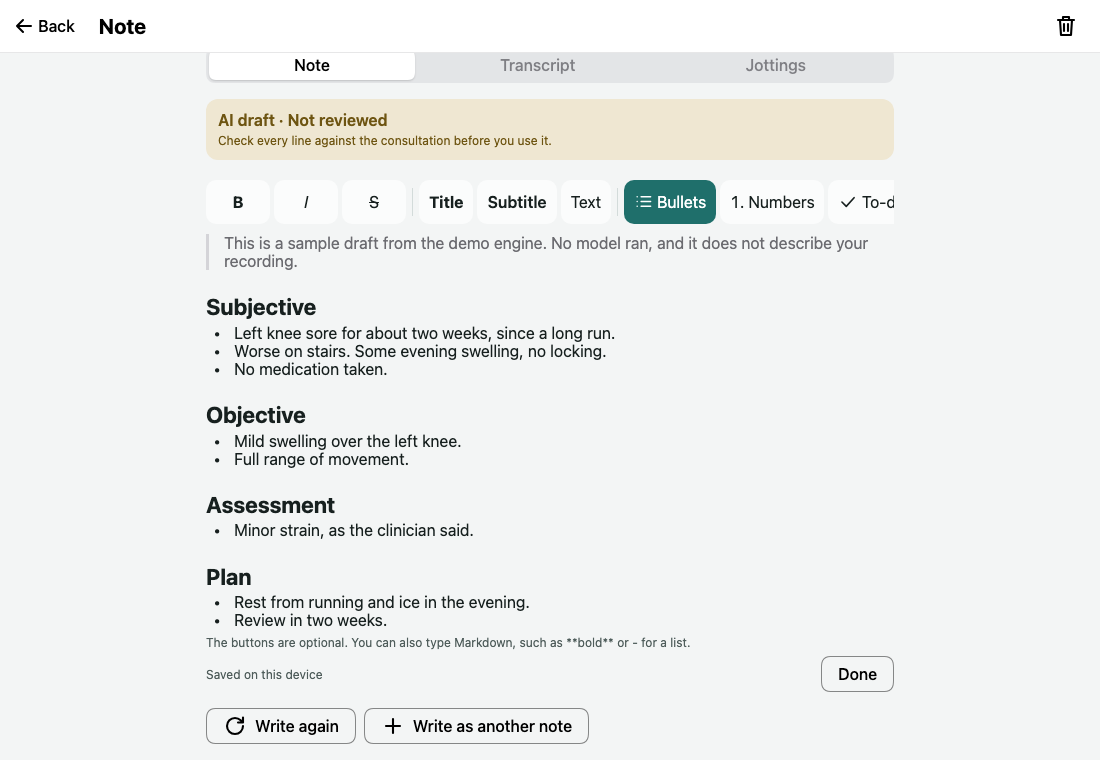 Back Note
Note Transcript Jottings
AI draft · Not reviewed
Check every line against the consultation before you use it.
B I S Title Subtitle Text Bullets 1. Numbers To-d
This is a sample draft from the demo engine. No model ran, and it does not describe your
recording.
Subjective
• Left knee sore for about two weeks, since a long run.
• Worse on stairs. Some evening swelling, no locking.
• No medication taken.
Objective
• Mild swelling over the left knee.
• Full range of movement.
Assessment
• Minor strain, as the clinician said.
Plan
• Rest from running and ice in the evening.
• Review in two weeks.
The buttons are optional. You can also type Markdown, such as **bold** or - for a list.
Saved on this device Done
Write again Write as another note